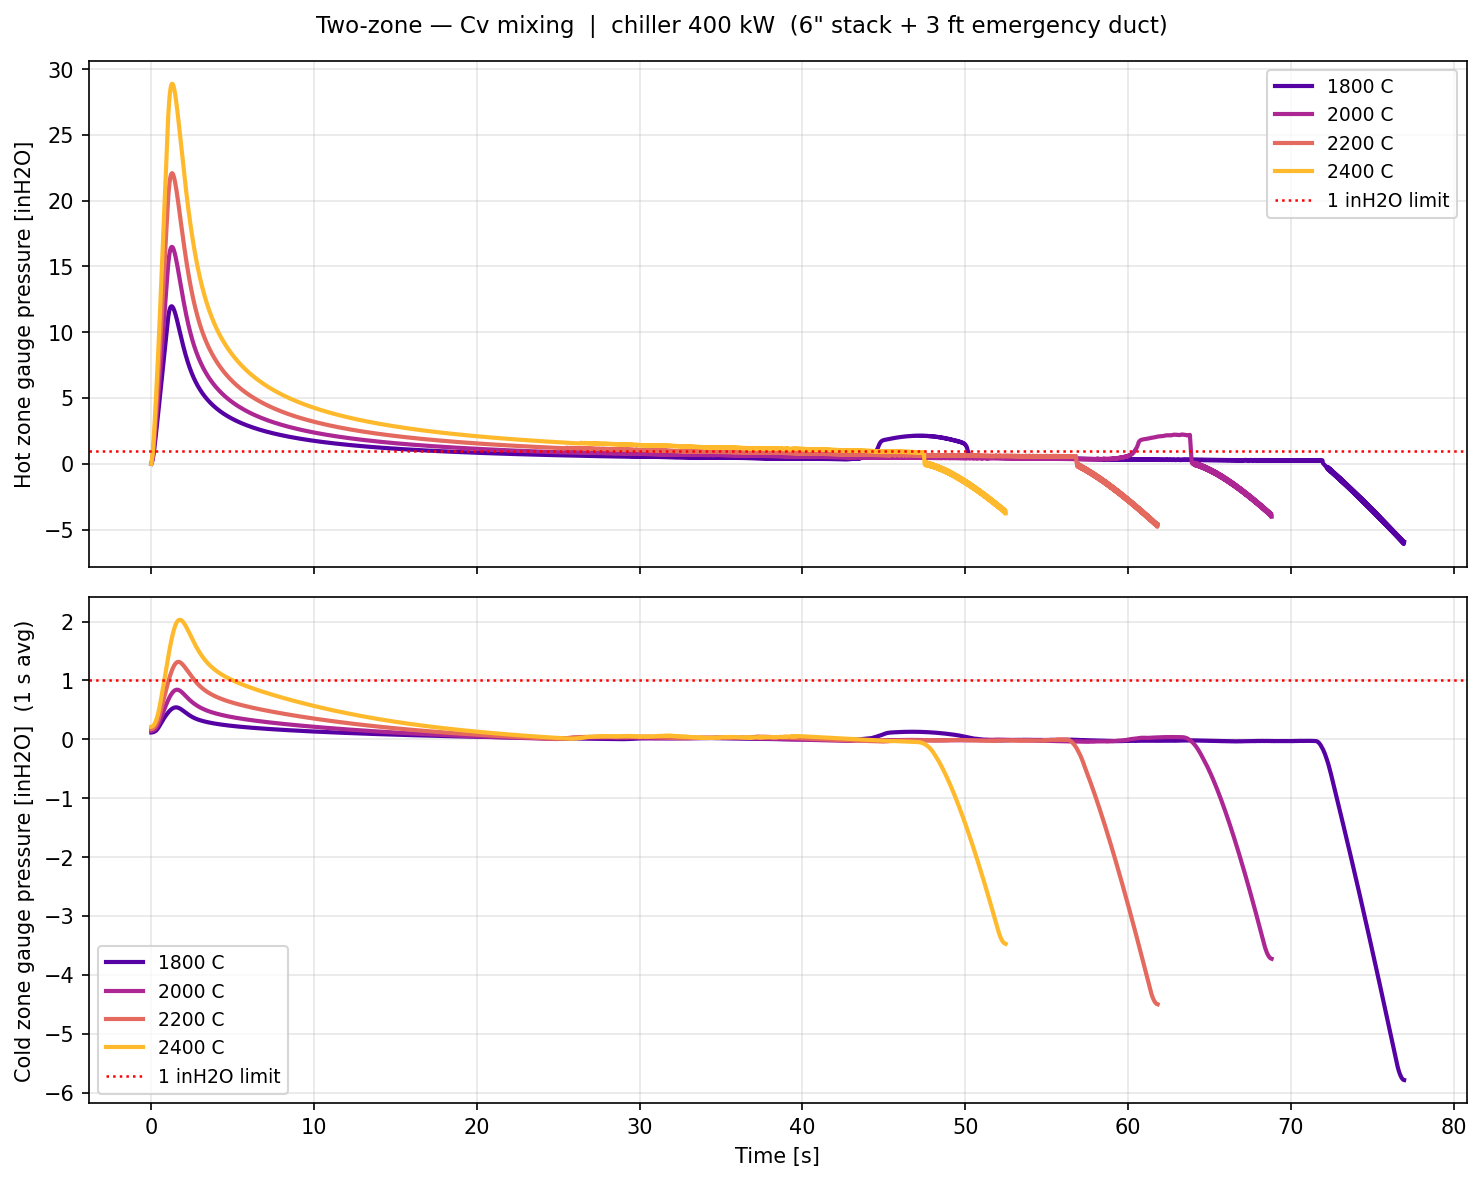 Two-zone — Cv mixing | chiller 400 kW (6" stack + 3 ft emergency duct)
Hot zone gauge pressure [inH2O]
30
25
20
15
10
5
0
−5
1800 C
2000 C
2200 C
2400 C
1 inH2O limit
Cold zone gauge pressure [inH2O] (1 s avg)
2
1
0
−1
−2
−3
−4
−5
−6
1800 C
2000 C
2200 C
2400 C
1 inH2O limit
0 10 20 30 40 50 60 70 80
Time [s]